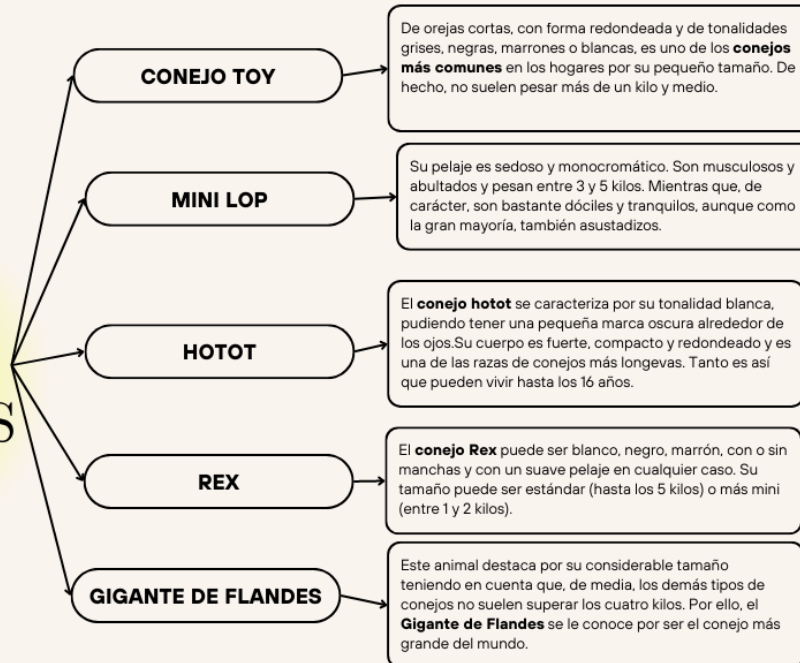 CONEJO TOY
De orejas cortas, con forma redondeada y de tonalidades
grises, negras, marrones o blancas, es uno de los conejos
más comunes en los hogares por su pequeño tamaño. De
hecho, no suelen pesar más de un kilo y medio.
MINI LOP
Su pelaje es sedoso y monocromático. Son musculosos y
abultados y pesan entre 3 y 5 kilos. Mientras que, de
carácter, son bastante dóciles y tranquilos, aunque como
la gran mayoría, también asustadizos.
HOTOT
El conejo hotot se caracteriza por su tonalidad blanca,
pudiendo tener una pequeña marca oscura alrededor de
los ojos.Su cuerpo es fuerte, compacto y redondeado y es
una de las razas de conejos más longevas. Tanto es así
que pueden vivir hasta los 16 años.
S
REX
El conejo Rex puede ser blanco, negro, marrón, con o sin
manchas y con un suave pelaje en cualquier caso. Su
tamaño puede ser estándar (hasta los 5 kilos) o más mini
(entre 1 y 2 kilos).
GIGANTE DE FLANDES
Este animal destaca por su considerable tamaño
teniendo en cuenta que, de media, los demás tipos de
conejos no suelen superar los cuatro kilos. Por ello, el
Gigante de Flandes se le conoce por ser el conejo más
grande del mundo.